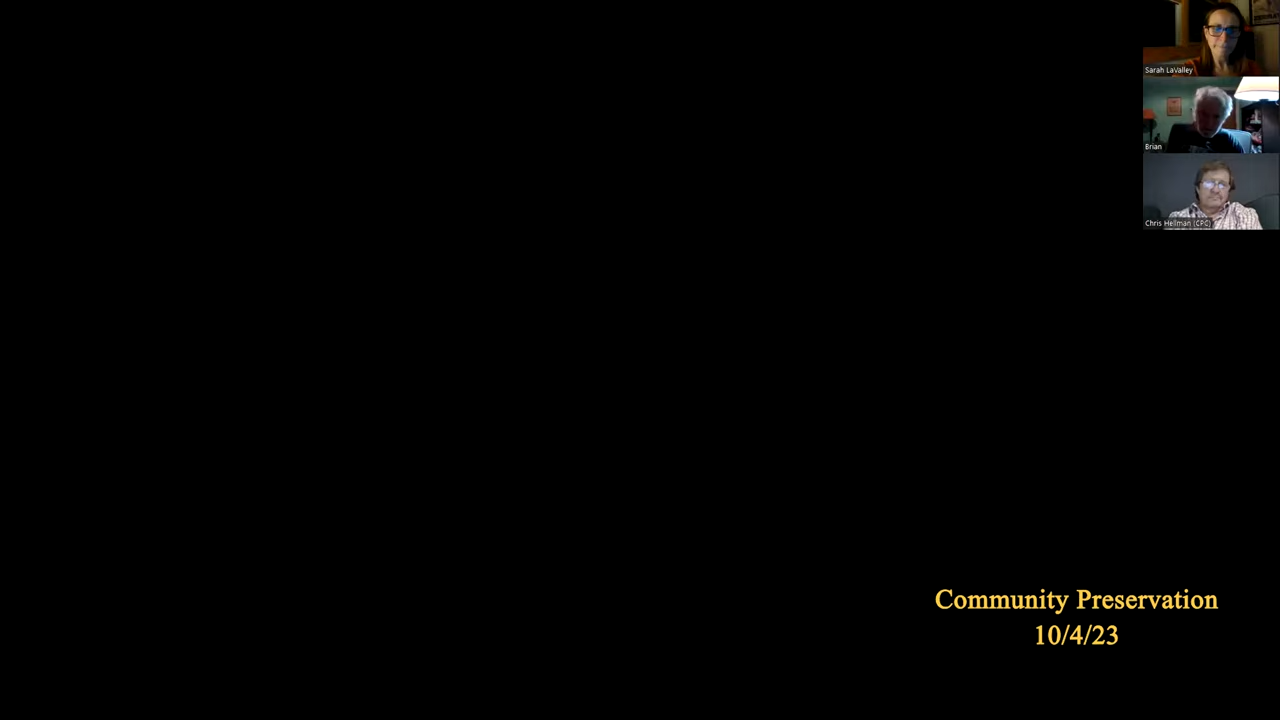 Sarah LaValley
Brian
Chris Hellman (CPC)
Community Preservation
10/4/23